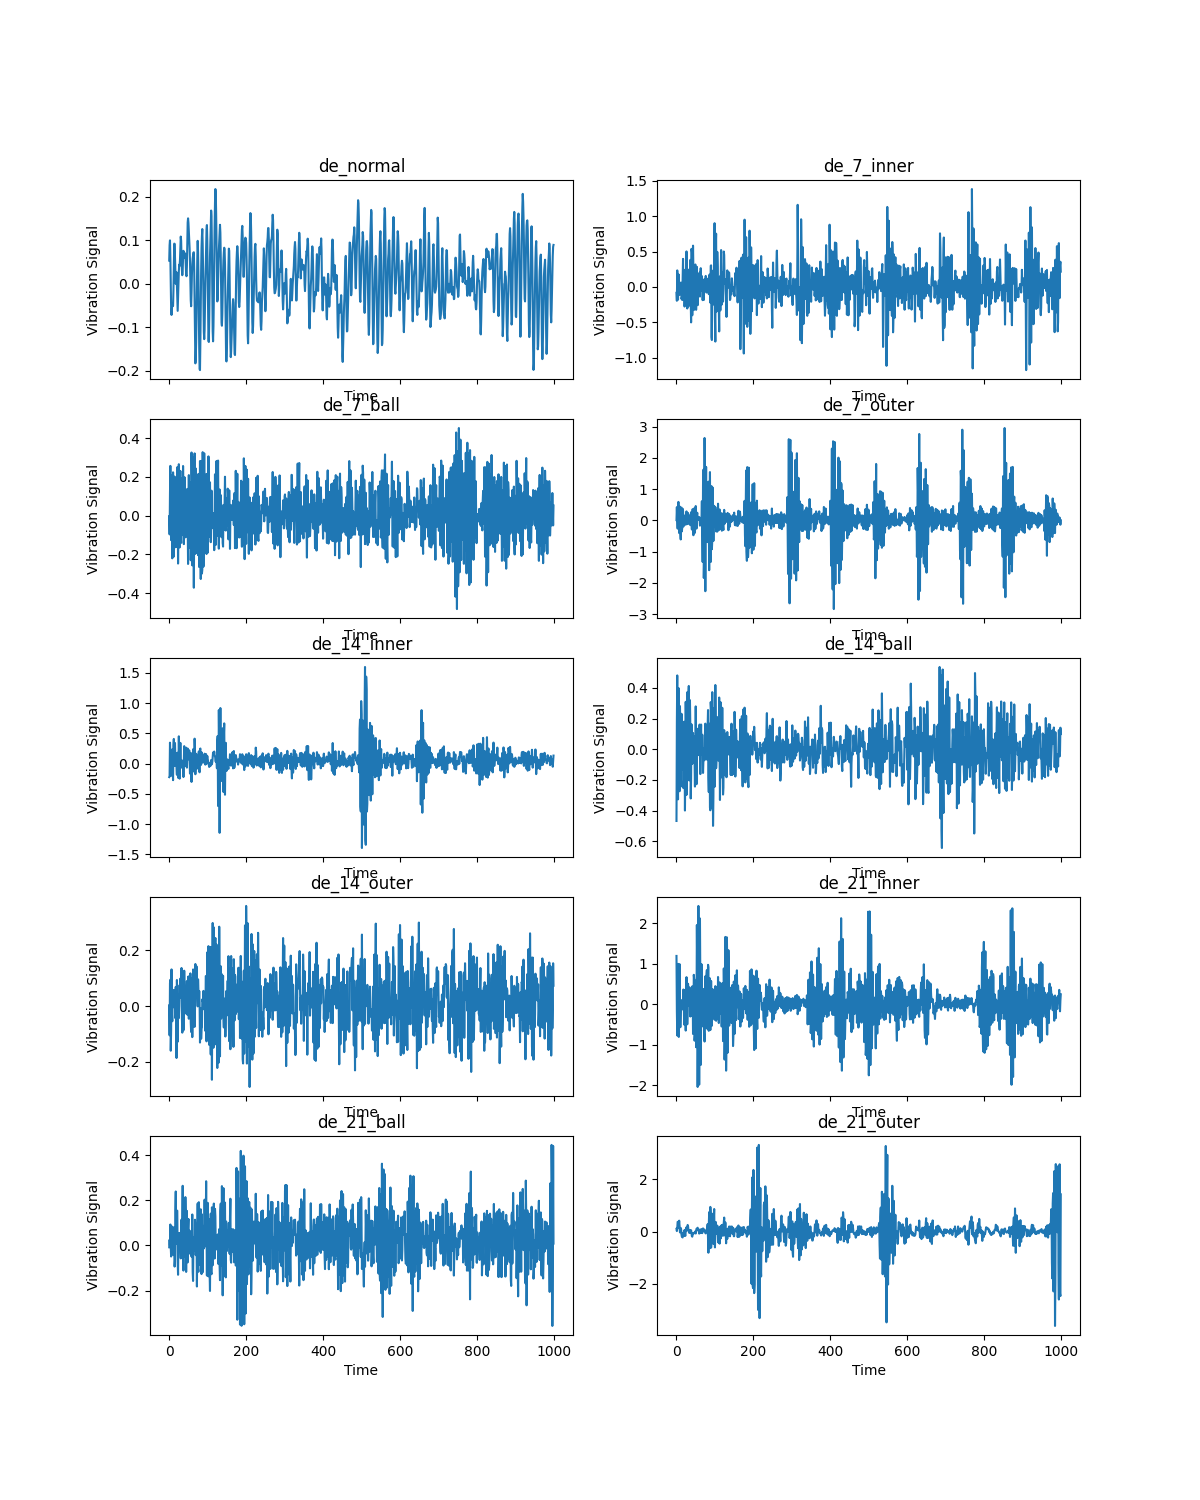 de_normal
Vibration Signal
0.2
0.1
0.0
−0.1
−0.2
Time
de_7_inner
Vibration Signal
1.5
1.0
0.5
0.0
−0.5
−1.0
Time
de_7_ball
Vibration Signal
0.4
0.2
0.0
−0.2
−0.4
Time
de_7_outer
Vibration Signal
3
2
1
0
−1
−2
−3
Time
de_14_inner
Vibration Signal
1.5
1.0
0.5
0.0
−0.5
−1.0
−1.5
Time
de_14_ball
Vibration Signal
0.4
0.2
0.0
−0.2
−0.4
−0.6
Time
de_14_outer
Vibration Signal
0.2
0.0
−0.2
Time
de_21_inner
Vibration Signal
2
1
0
−1
−2
Time
de_21_ball
Vibration Signal
0.4
0.2
0.0
−0.2
0 200 400 600 800 1000
Time
de_21_outer
Vibration Signal
2
0
−2
0 200 400 600 800 1000
Time